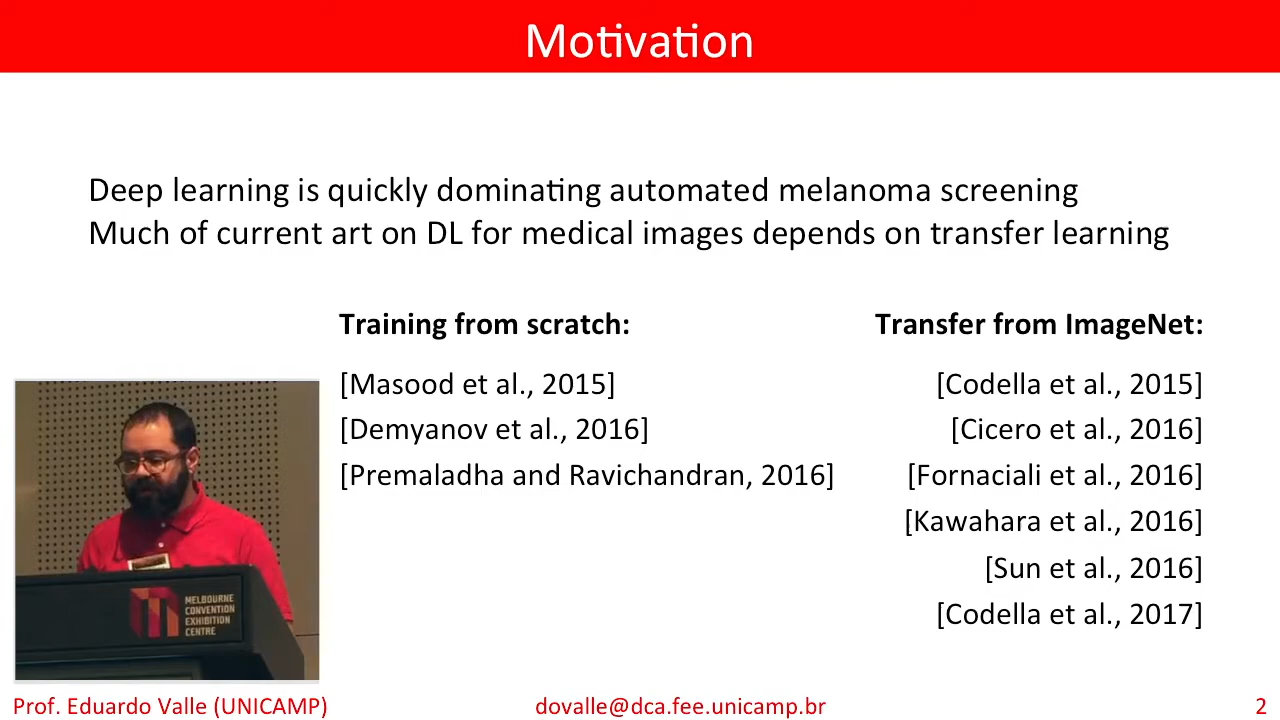 Motivation
Deep learning is quickly dominating automated melanoma screening
Much of current art on DL for medical images depends on transfer learning
Training from scratch:
[Masood et al., 2015]
[Demyanov et al., 2016]
[Premaladha and Ravichandran, 2016]
Transfer from ImageNet:
[Codella et al., 2015]
[Cicero et al., 2016]
[Fornaciali et al., 2016]
[Kawahara et al., 2016]
[Sun et al., 2016]
[Codella et al., 2017]
MELBOURNE
CONVENTION
EXHIBITION
CENTRE
Prof. Eduardo Valle (UNICAMP)
dovalle@dca.fee.unicamp.br
2